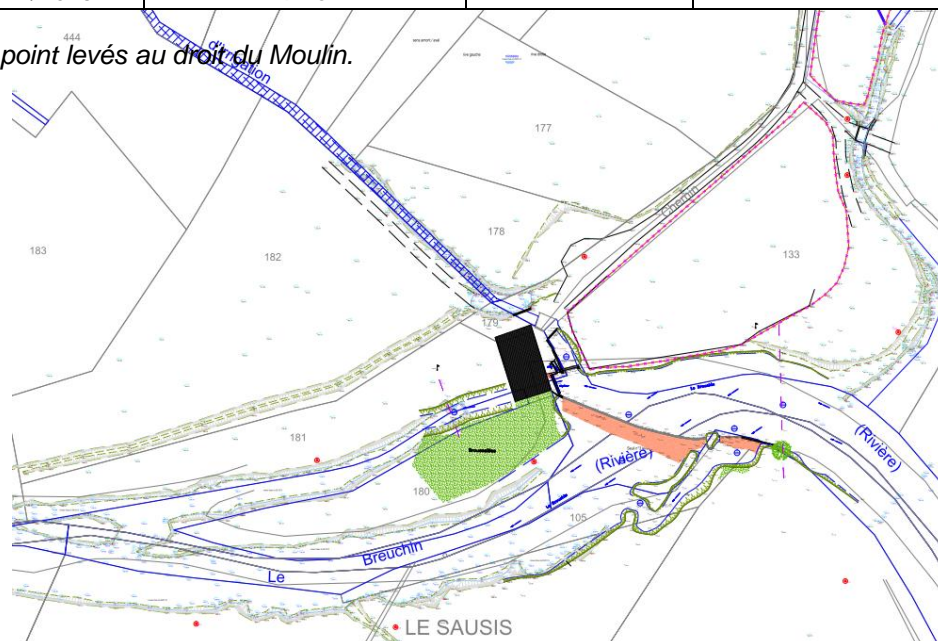 444
point levés au droit du Moulin.
d'irrigation
177
Chemin
178
183
182
133
179
181
(Rivière)
(Rivière)
180
105
Breuchin
Le
LE SAUSIS